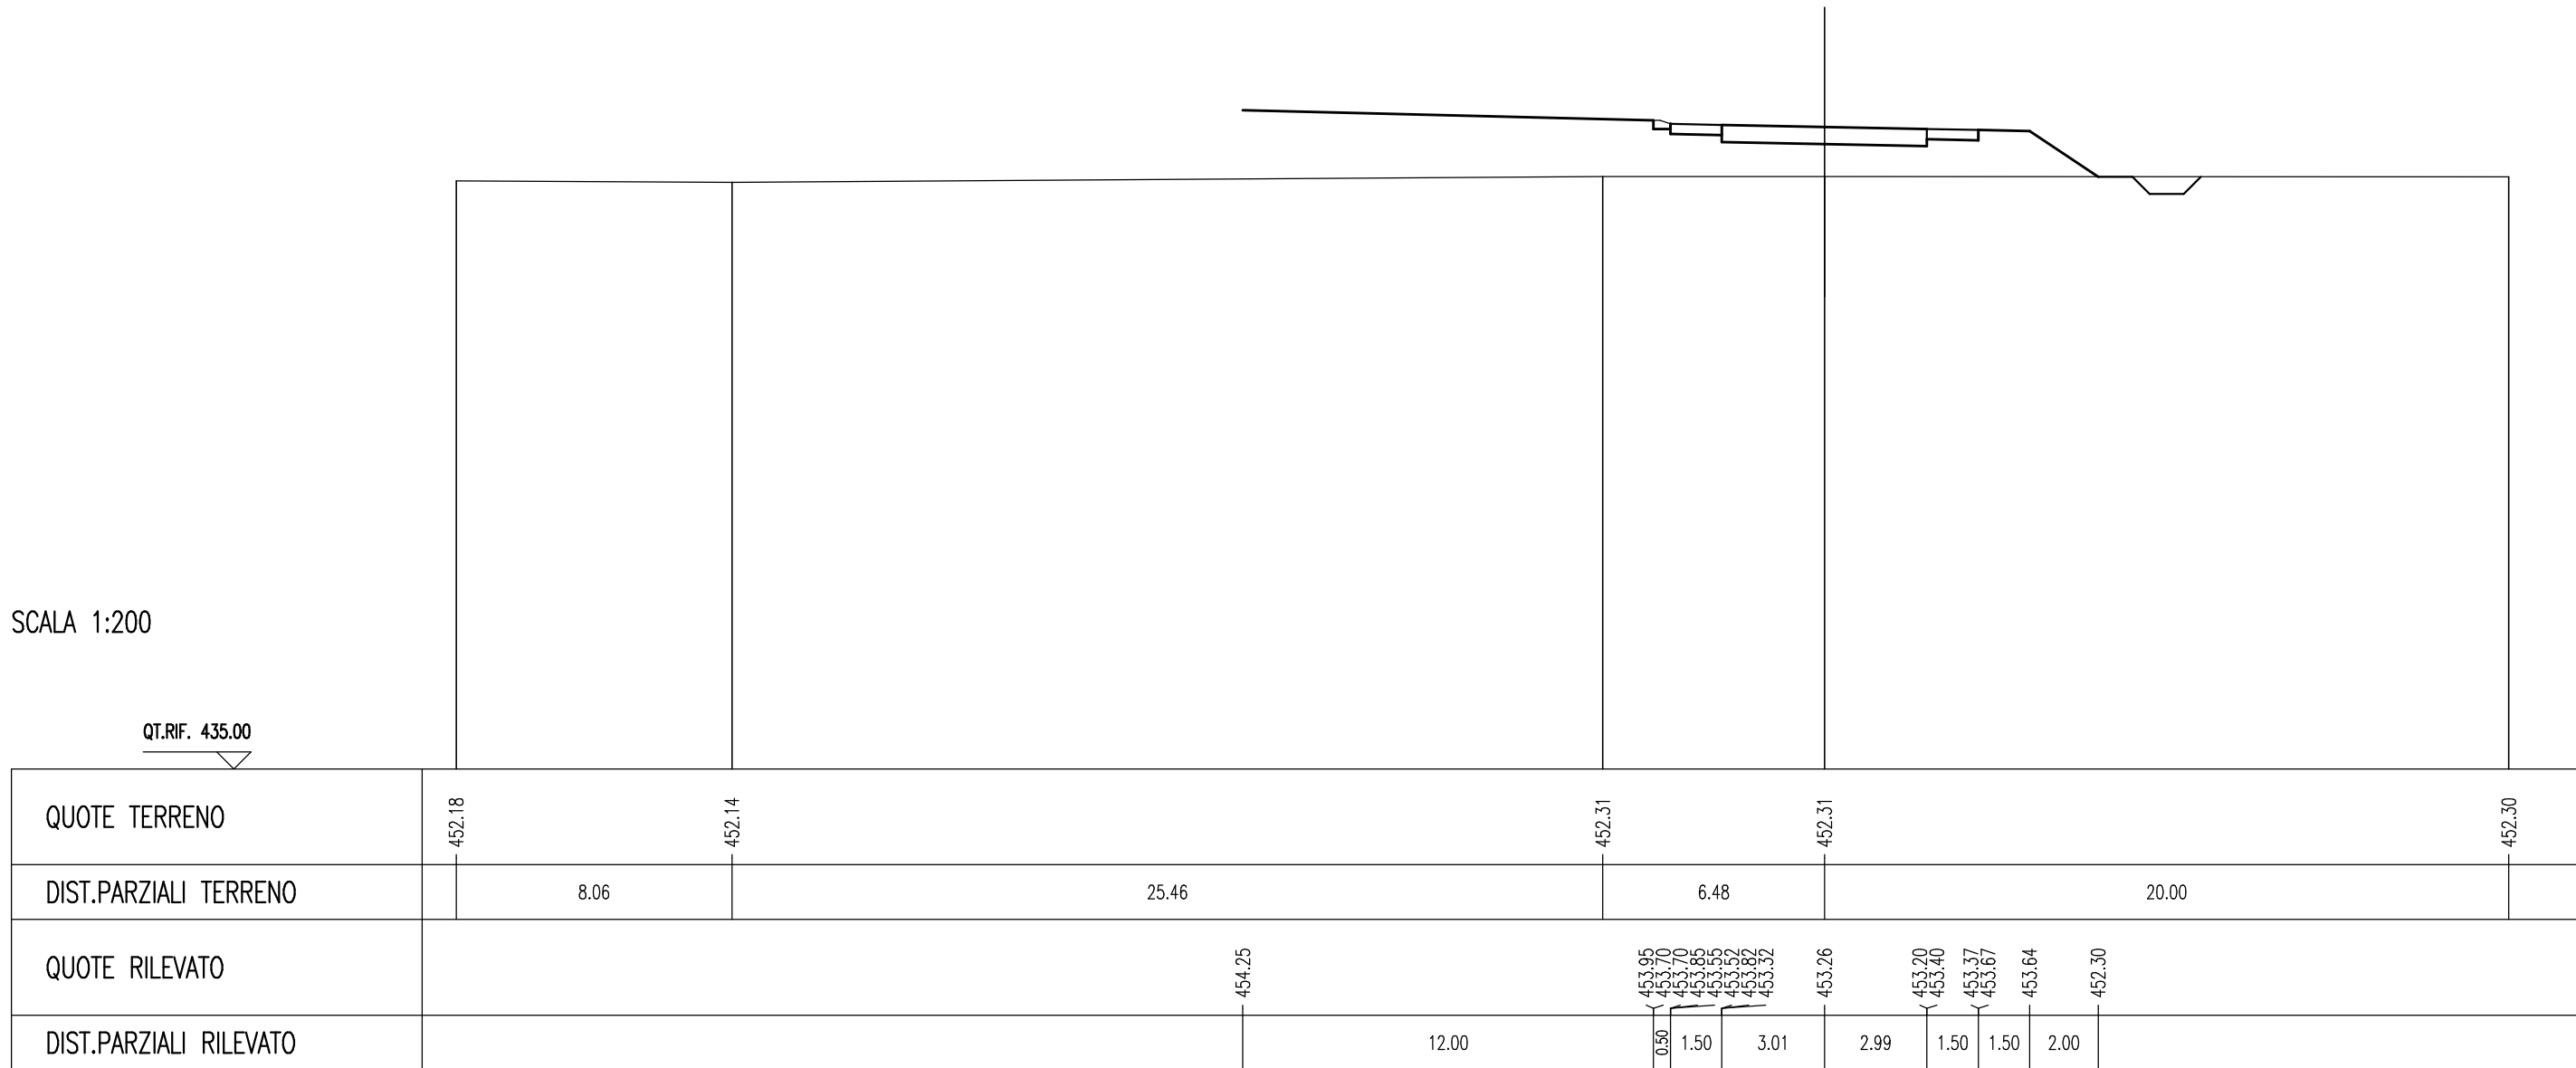 SCALA 1:200
QT.RIF. 435.00
QUOTE TERRENO 452.18 452.14 452.31 452.31 452.30
DIST.PARZIALI TERRENO 8.06 25.46 6.48 20.00
QUOTE RILEVATO 454.25 453.95 453.70 453.70 453.85 453.55 453.52 453.82 453.32 453.26 453.20 453.40 453.37 453.67 453.64 452.30
DIST.PARZIALI RILEVATO 12.00 0.50 1.50 3.01 2.99 1.50 1.50 2.00